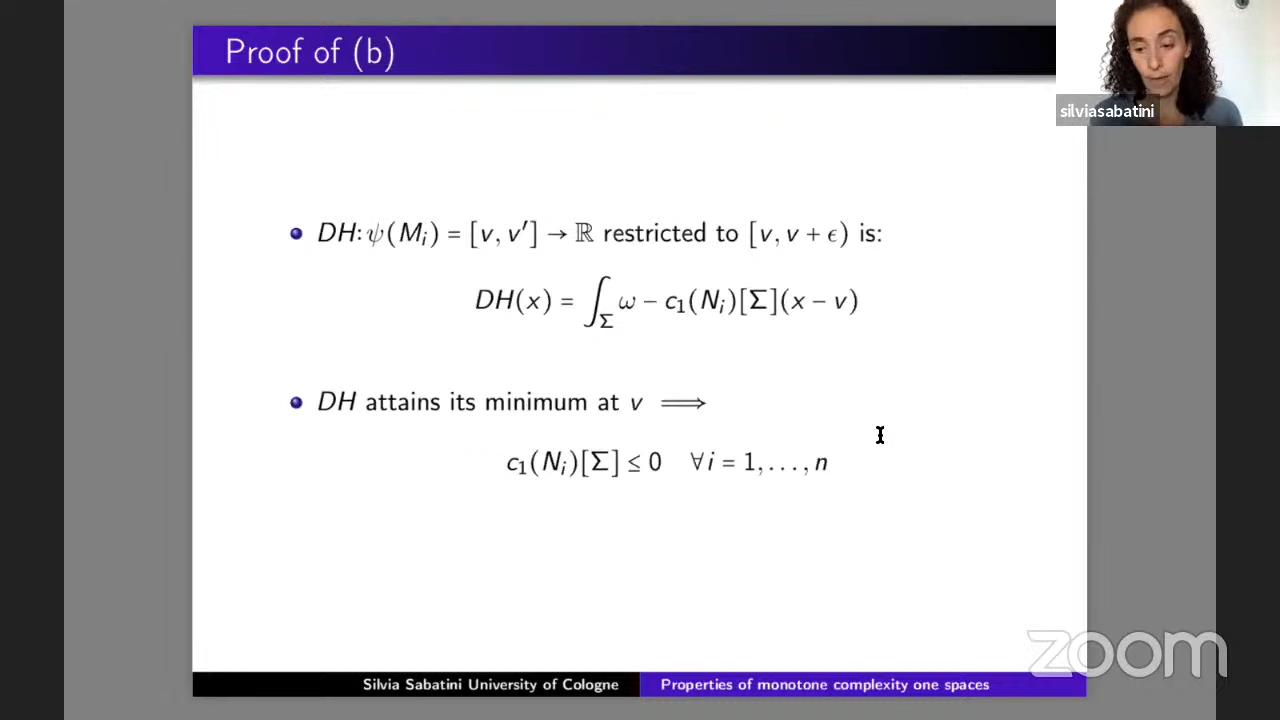 Proof of (b)
silviasabatini
DH: ψ(M_i) = [v, v′] → ℝ restricted to [v, v + ϵ) is:
DH(x) = ∫_Σ ω − c₁(N_i)[Σ](x − v)
DH attains its minimum at v ⟹
c₁(N_i)[Σ] ≤ 0 ∀ i = 1, . . . , n
zoom
Silvia Sabatini University of Cologne
Properties of monotone complexity one spaces